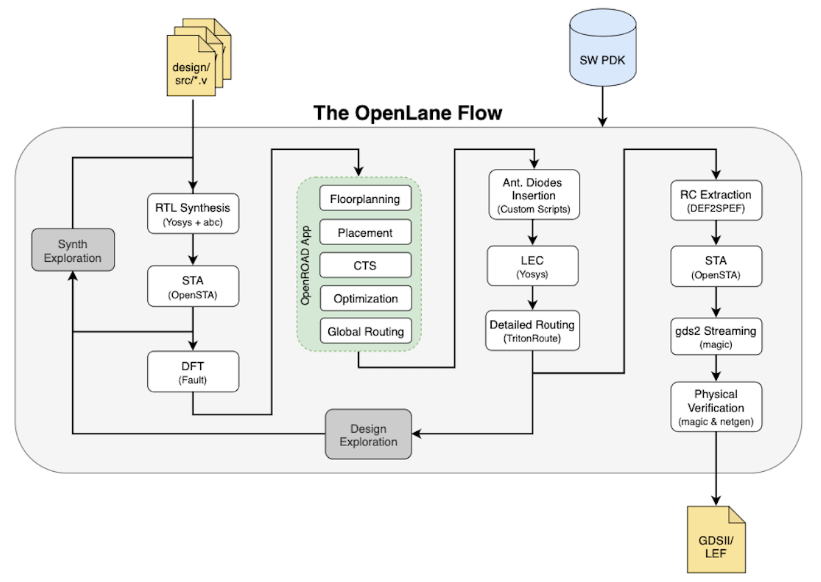 design/
src/*.v
SW PDK
The OpenLane Flow
RTL Synthesis
(Yosys + abc)
Synth
Exploration
STA
(OpenSTA)
DFT
(Fault)
OpenROAD App
Floorplanning
Placement
CTS
Optimization
Global Routing
Design
Exploration
Ant. Diodes
Insertion
(Custom Scripts)
LEC
(Yosys)
Detailed Routing
(TritonRoute)
RC Extraction
(DEF2SPEF)
STA
(OpenSTA)
gds2 Streaming
(magic)
Physical
Verification
(magic & netgen)
GDSII/
LEF